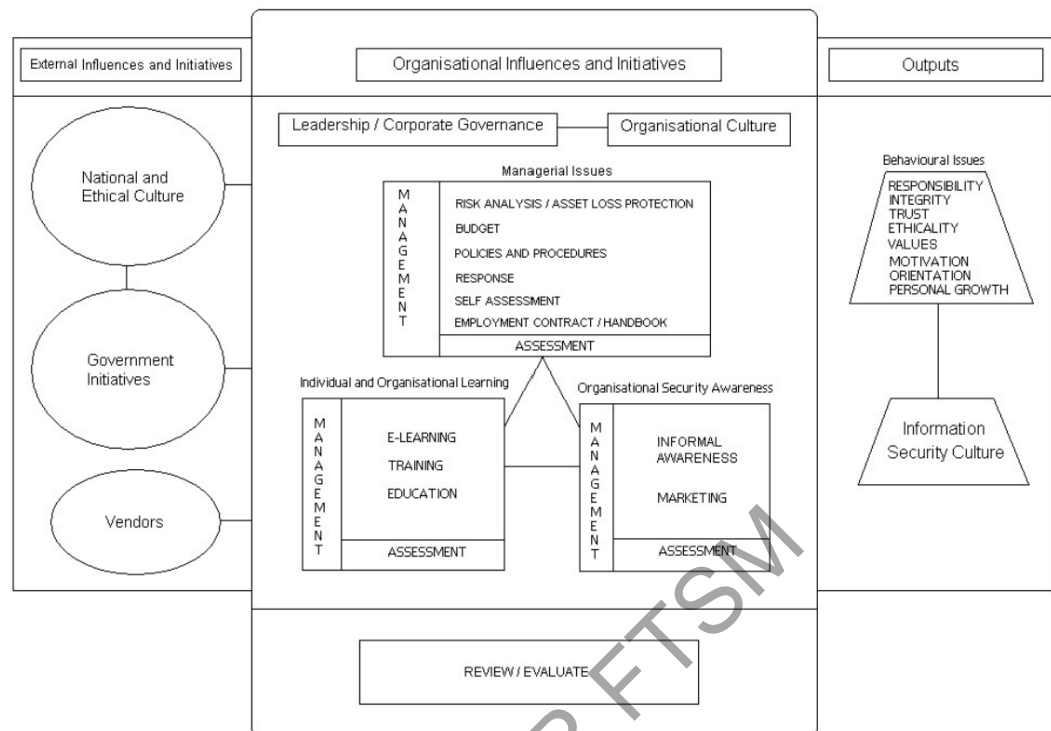 External Influences and Initiatives
National and
Ethical Culture
Government
Initiatives
Vendors
Organisational Influences and Initiatives
Leadership / Corporate Governance
Organisational Culture
Managerial Issues
MANAGEMENT
RISK ANALYSIS / ASSET LOSS PROTECTION
BUDGET
POLICIES AND PROCEDURES
RESPONSE
SELF ASSESSMENT
EMPLOYMENT CONTRACT / HANDBOOK
ASSESSMENT
Individual and Organisational Learning
MANAGEMENT
E-LEARNING
TRAINING
EDUCATION
ASSESSMENT
Organisational Security Awareness
MANAGEMENT
INFORMAL
AWARENESS
MARKETING
ASSESSMENT
REVIEW / EVALUATE
Outputs
Behavioural Issues
RESPONSIBILITY
INTEGRITY
TRUST
ETHICALITY
VALUES
MOTIVATION
ORIENTATION
PERSONAL GROWTH
Information
Security Culture
FTSM